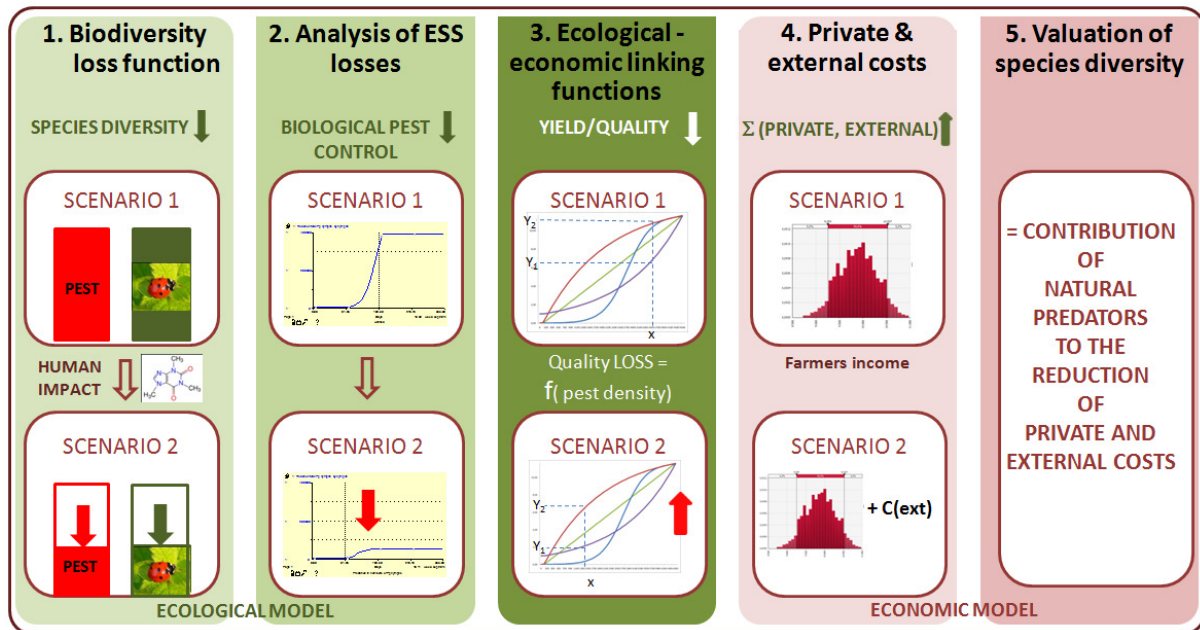 1. Biodiversity
loss function
SPECIES DIVERSITY
SCENARIO 1
PEST
HUMAN
IMPACT
CH₃
O
N
H₃C
CH₃
O
SCENARIO 2
PEST
2. Analysis of ESS
losses
BIOLOGICAL PEST
CONTROL
SCENARIO 1
SCENARIO 2
3. Ecological -
economic linking
functions
YIELD/QUALITY
SCENARIO 1
Y₂
Y₁
x
Quality LOSS =
f( pest density)
SCENARIO 2
Y₂
Y₁
x
4. Private &
external costs
Σ (PRIVATE, EXTERNAL)
SCENARIO 1
Farmers income
SCENARIO 2
+ C(ext)
5. Valuation of
species diversity
= CONTRIBUTION
OF
NATURAL
PREDATORS
TO THE
REDUCTION
OF
PRIVATE AND
EXTERNAL COSTS
ECOLOGICAL MODEL
ECONOMIC MODEL